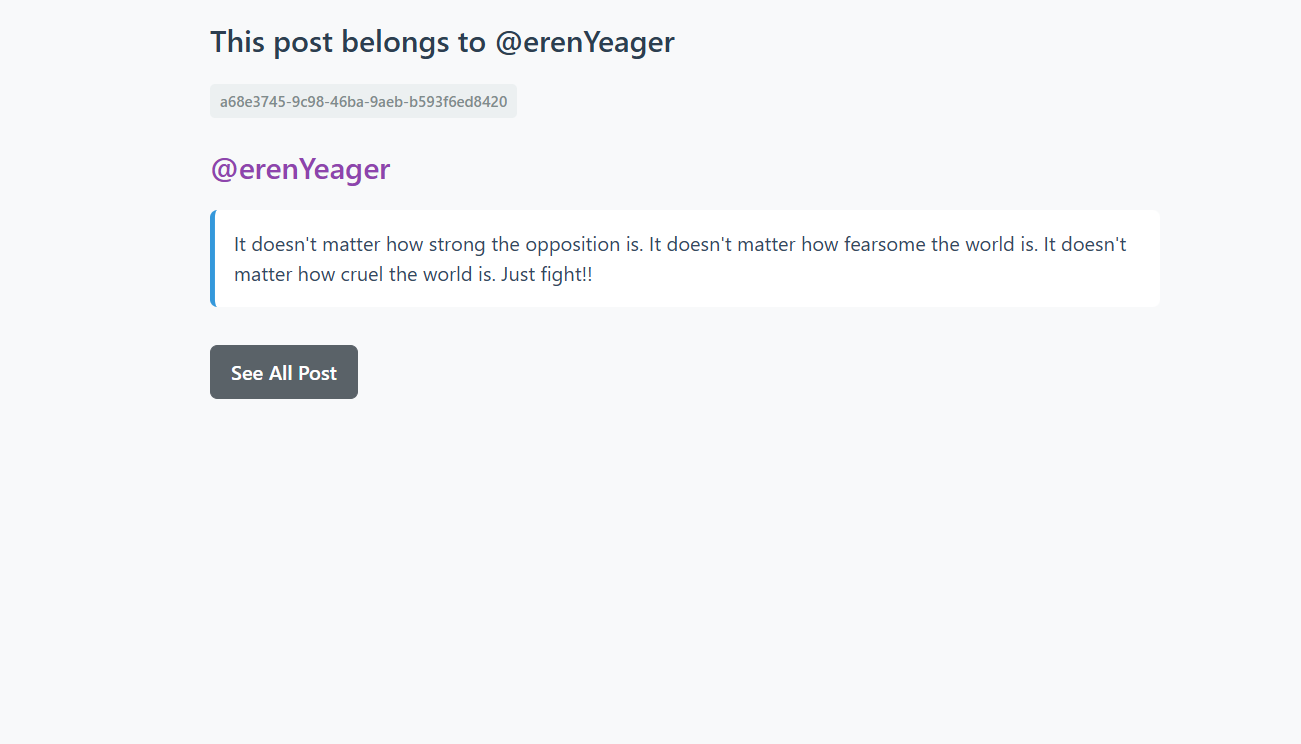 This post belongs to @erenYeager
a68e3745-9c98-46ba-9aeb-b593f6ed8420
@erenYeager
It doesn't matter how strong the opposition is. It doesn't matter how fearsome the world is. It doesn't
matter how cruel the world is. Just fight!!
See All Post